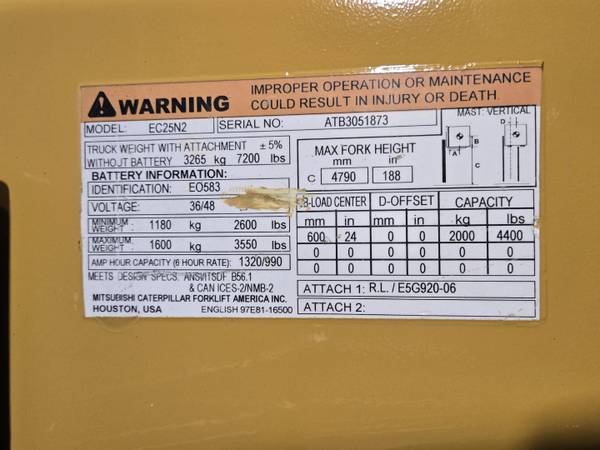 WARNING
IMPROPER OPERATION OR MAINTENANCE
COULD RESULT IN INJURY OR DEATH.
MODEL: EC25N2 SERIAL NO: ATB3051873
MAST: VERTICAL
TRUCK WEIGHT WITH ATTACHMENT ± 5%
WITHOUT BATTERY 3265 kg 7200 lbs
BATTERY INFORMATION:
IDENTIFICATION: EO583
VOLTAGE: 36/48
MINIMUM WEIGHT 1180 kg 2600 lbs
MAXIMUM WEIGHT 1600 kg 3550 lbs
AMP HOUR CAPACITY (6 HOUR RATE): 1320/990
MEETS DESIGN SPECS. ANSI/ITSDF B56.1
& CAN ICES-2/NMB-2
MITSUBISHI CATERPILLAR FORKLIFT AMERICA INC.
HOUSTON, USA ENGLISH 97E81-16500
MAX FORK HEIGHT
mm in
C 4790 188
A B C D
B-LOAD CENTER D-OFFSET CAPACITY
mm in mm in kg lbs
600 24 0 0 2000 4400
0 0 0 0 0 0
0 0 0 0 0 0
ATTACH 1: R.L. / E5G920-06
ATTACH 2: